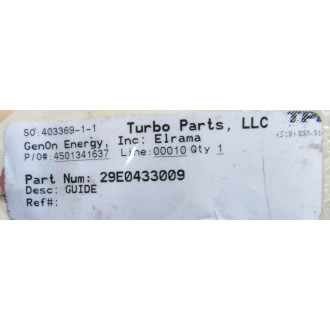 SO: 403369-1-1 Turbo Parts, LLC
GenOn Energy, Inc: Elrama
P/O#: 4501341637 Line: 00010 Qty 1
Part Num: 29E0433009
Desc: GUIDE
Ref#: